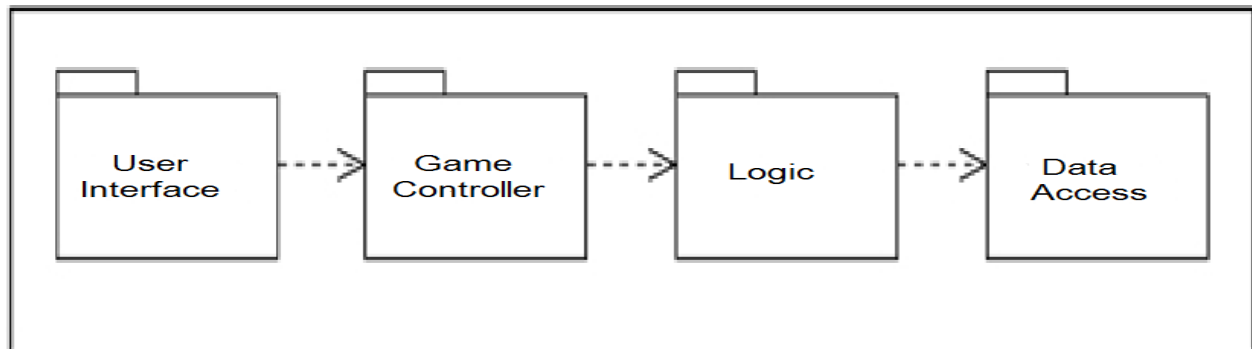 User
Interface
Game
Controller
Logic
Data
Access